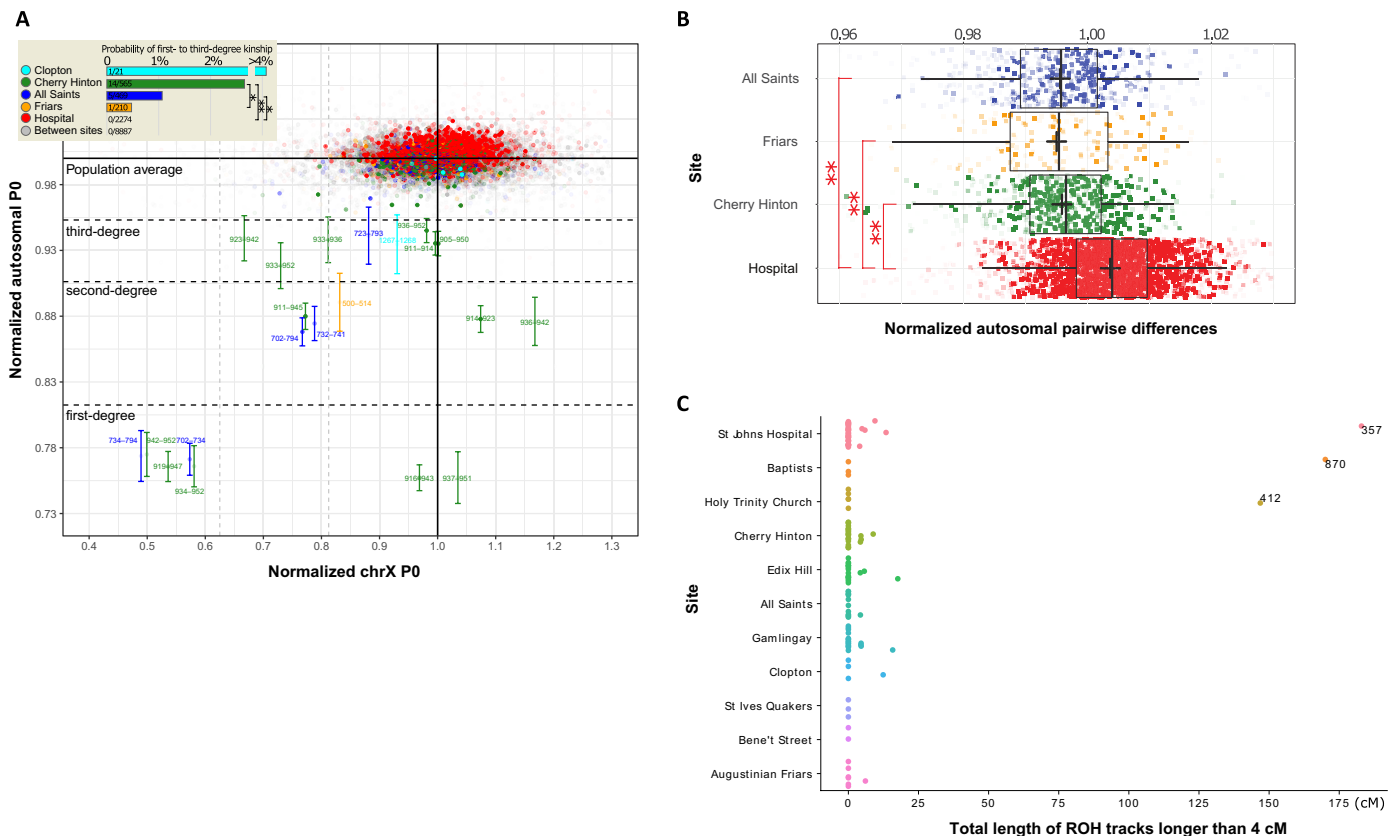 A
Probability of first- to third-degree kinship
0 1% 2% >4%
Clopton 1/21
Cherry Hinton 14/565
All Saints
Friars 1/210
Hospital 0/2274
Between sites 0/8887
Population average
third-degree
second-degree
first-degree
0.98
0.93
0.88
0.83
0.78
0.73
Normalized autosomal P0
923–942
933–952
933–936
723–793
1267–1268
936–952
911–914
905–950
911–945
500–514
702–794
732–741
914–923
936–942
734–794
942–952
702–734
919–947
934–952
916–943
937–951
0.4 0.5 0.6 0.7 0.8 0.9 1.0 1.1 1.2 1.3
Normalized chrX P0
B
0,96 0,98 1,00 1,02
All Saints
Friars
Cherry Hinton
Hospital
Site
**
**
**
Normalized autosomal pairwise differences
C
St Johns Hospital
Baptists
Holy Trinity Church
Cherry Hinton
Edix Hill
All Saints
Gamlingay
Clopton
St Ives Quakers
Bene't Street
Augustinian Friars
Site
357
870
412
0 25 50 75 100 125 150 175 (cM)
Total length of ROH tracks longer than 4 cM